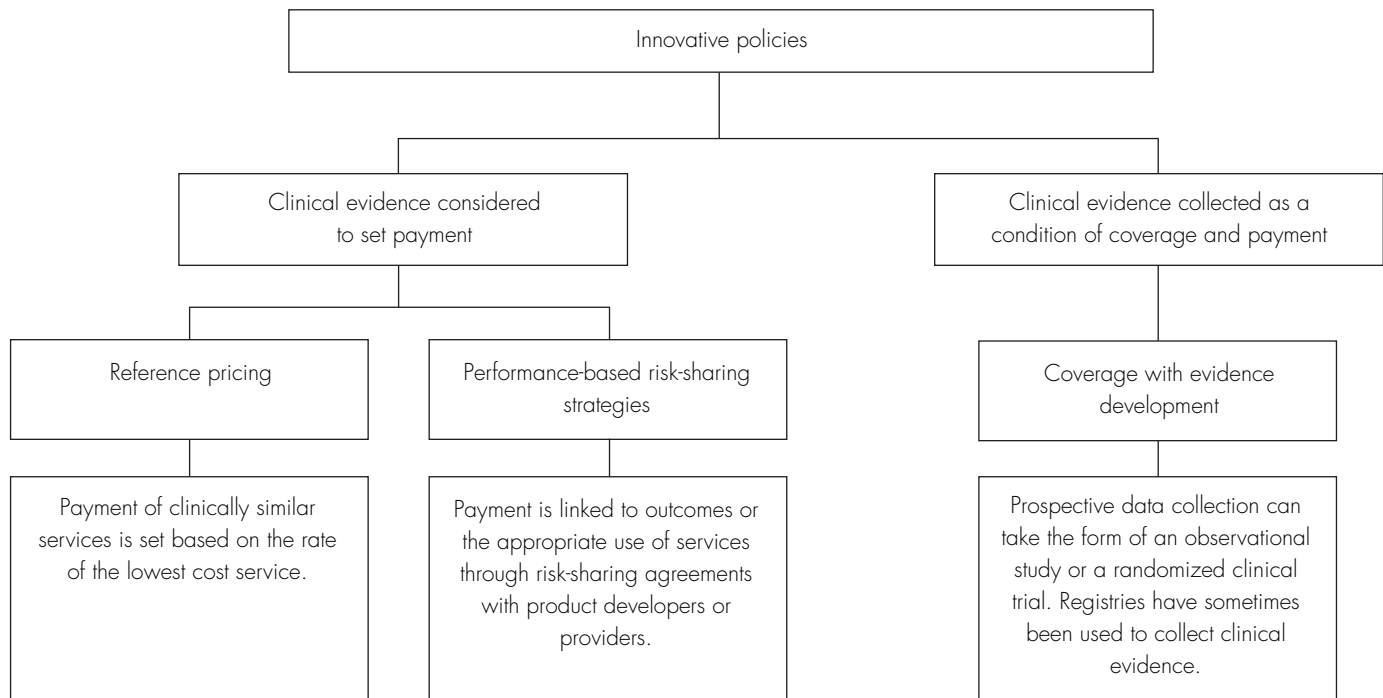 Innovative policies
Clinical evidence considered
to set payment
Clinical evidence collected as a
condition of coverage and payment
Reference pricing
Performance-based risk-sharing
strategies
Coverage with evidence
development
Payment of clinically similar
services is set based on the rate
of the lowest cost service.
Payment is linked to outcomes or
the appropriate use of services
through risk-sharing agreements
with product developers or
providers.
Prospective data collection can
take the form of an observational
study or a randomized clinical
trial. Registries have sometimes
been used to collect clinical
evidence.